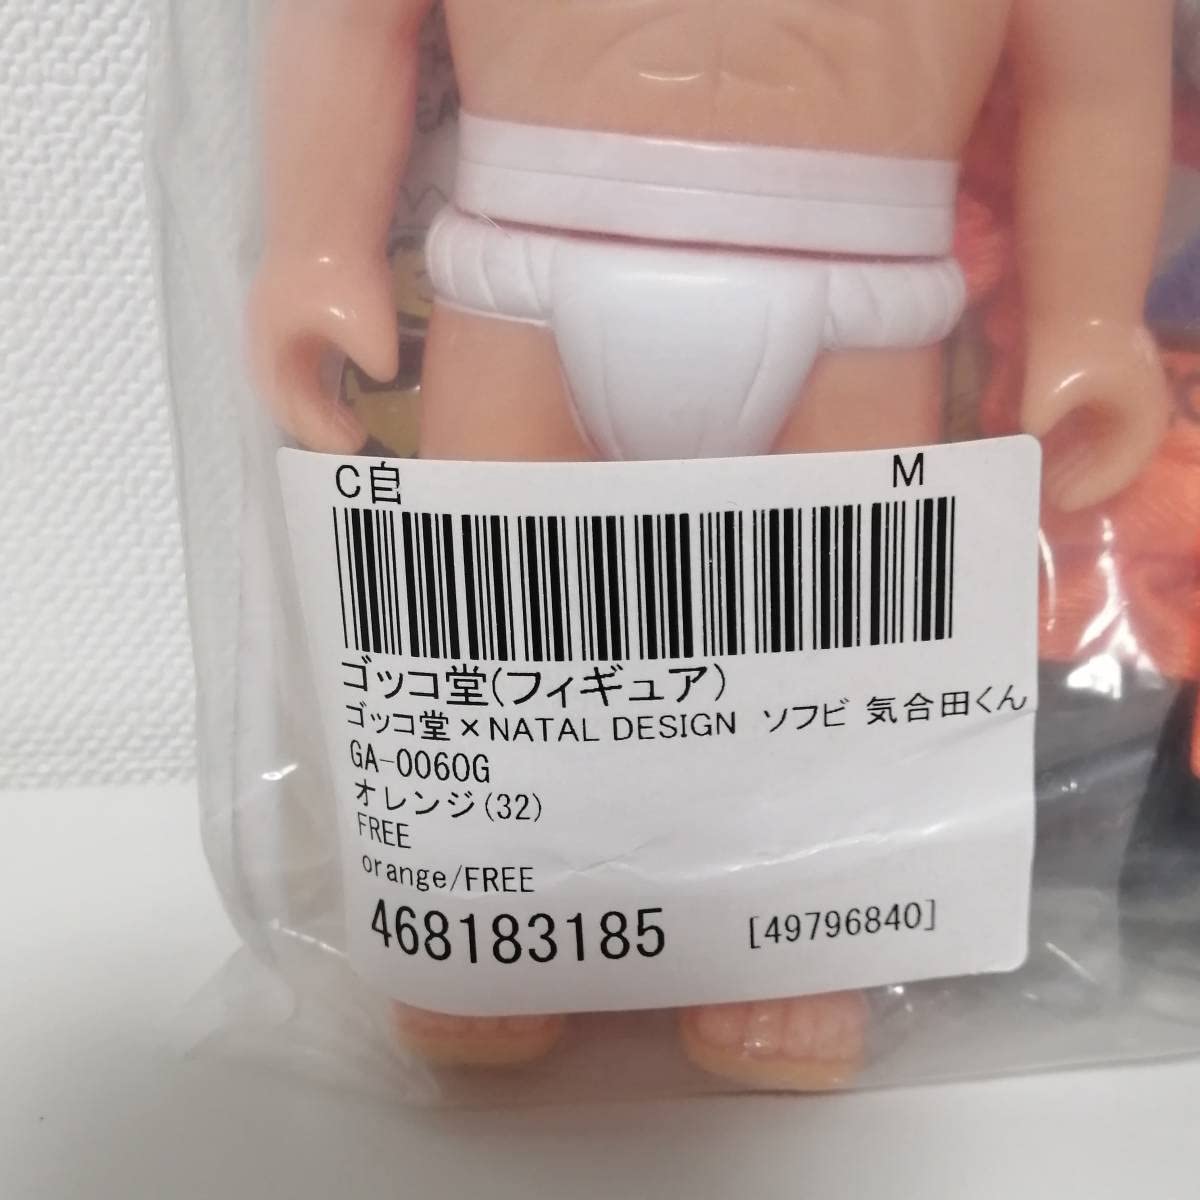 C自 M
ゴッコ堂(フィギュア)
ゴッコ堂×NATAL DESIGN ソフビ 気合田くん
GA-0060G
オレンジ(32)
FREE
orange/FREE
468183185 [49796840]